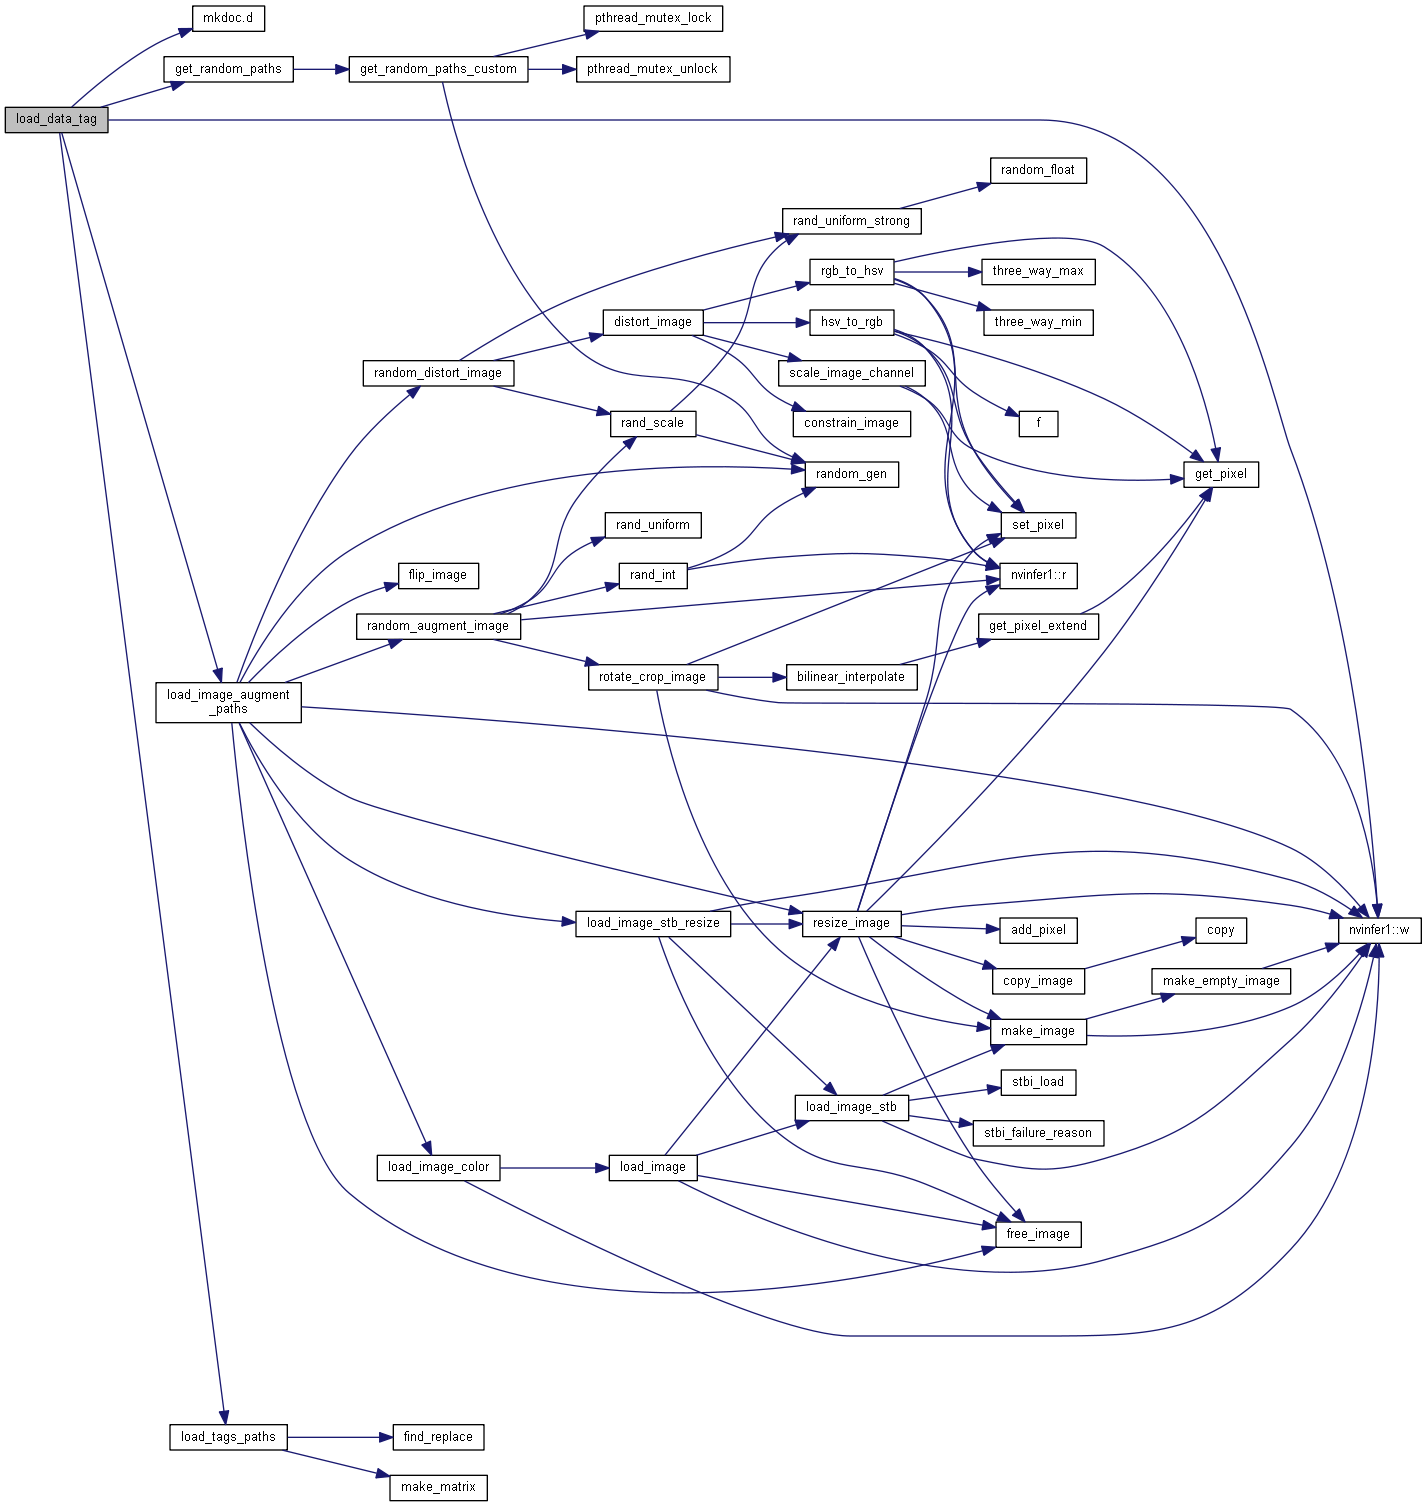 mkdoc.d
pthread_mutex_lock
get_random_paths
get_random_paths_custom
pthread_mutex_unlock
load_data_tag
random_float
rand_uniform_strong
rgb_to_hsv
three_way_max
distort_image
hsv_to_rgb
three_way_min
random_distort_image
scale_image_channel
rand_scale
constrain_image
f
random_gen
get_pixel
rand_uniform
set_pixel
flip_image
rand_int
nvinfer1::r
random_augment_image
get_pixel_extend
rotate_crop_image
bilinear_interpolate
load_image_augment
_paths
load_image_stb_resize
resize_image
add_pixel
copy
nvinfer1::w
copy_image
make_empty_image
make_image
stbi_load
load_image_stb
stbi_failure_reason
load_image_color
load_image
free_image
load_tags_paths
find_replace
make_matrix